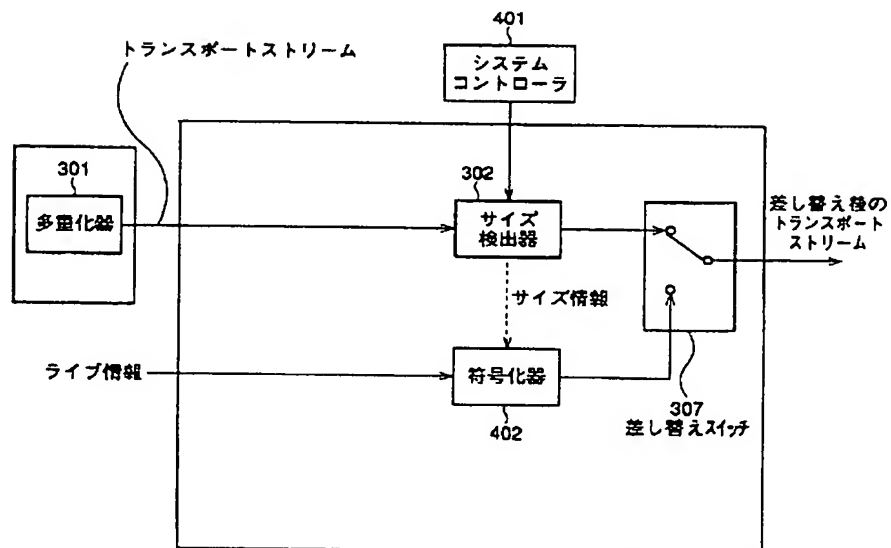 401
トランスポートストリーム
システム
コントローラ
301
多重化器
302
サイズ
検出器
差し替え後の
トランスポート
ストリーム
サイズ情報
ライブ情報
符号化器
402
307
差し替えスイッチ